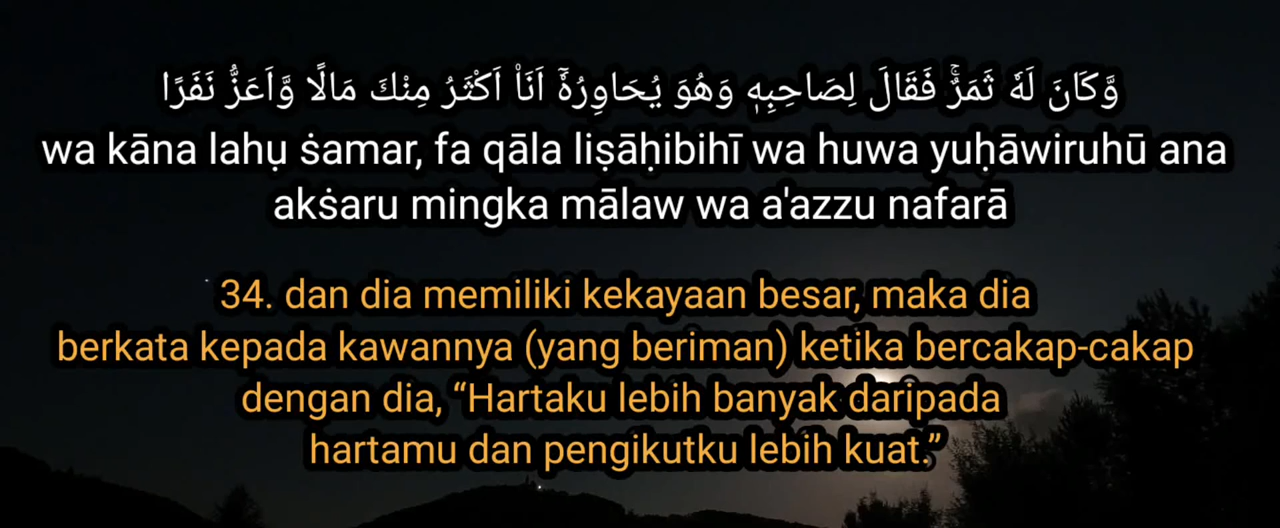 وَّكَانَ لَهٗ ثَمَرٌۚ فَقَالَ لِصَاحِبِهٖ وَهُوَ يُحَاوِرُهٗٓ اَنَا۠ اَكْثَرُ مِنْكَ مَالًا وَّاَعَزُّ نَفَرًا
wa kāna lahụ ṡamar, fa qāla liṣāḥibihī wa huwa yuḥāwiruhū ana
akṡaru mingka mālaw wa a'azzu nafarā
34. dan dia memiliki kekayaan besar, maka dia
berkata kepada kawannya (yang beriman) ketika bercakap-cakap
dengan dia, “Hartaku lebih banyak daripada
hartamu dan pengikutku lebih kuat.”